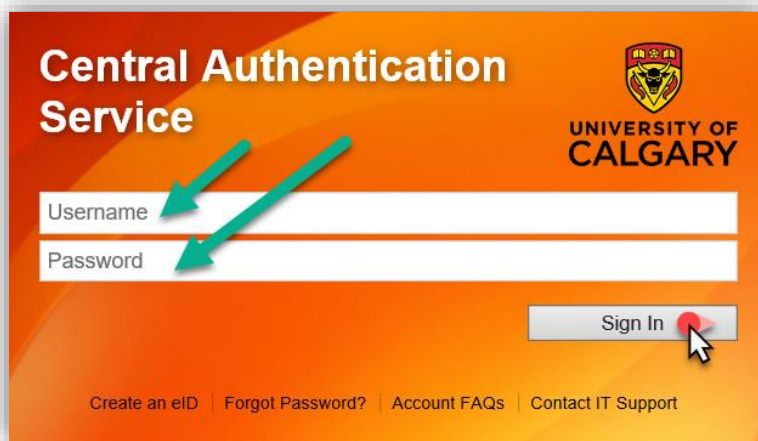 Central Authentication
Service
UNIVERSITY OF
CALGARY
Username
Password
Sign In
Create an eID | Forgot Password? | Account FAQs | Contact IT Support